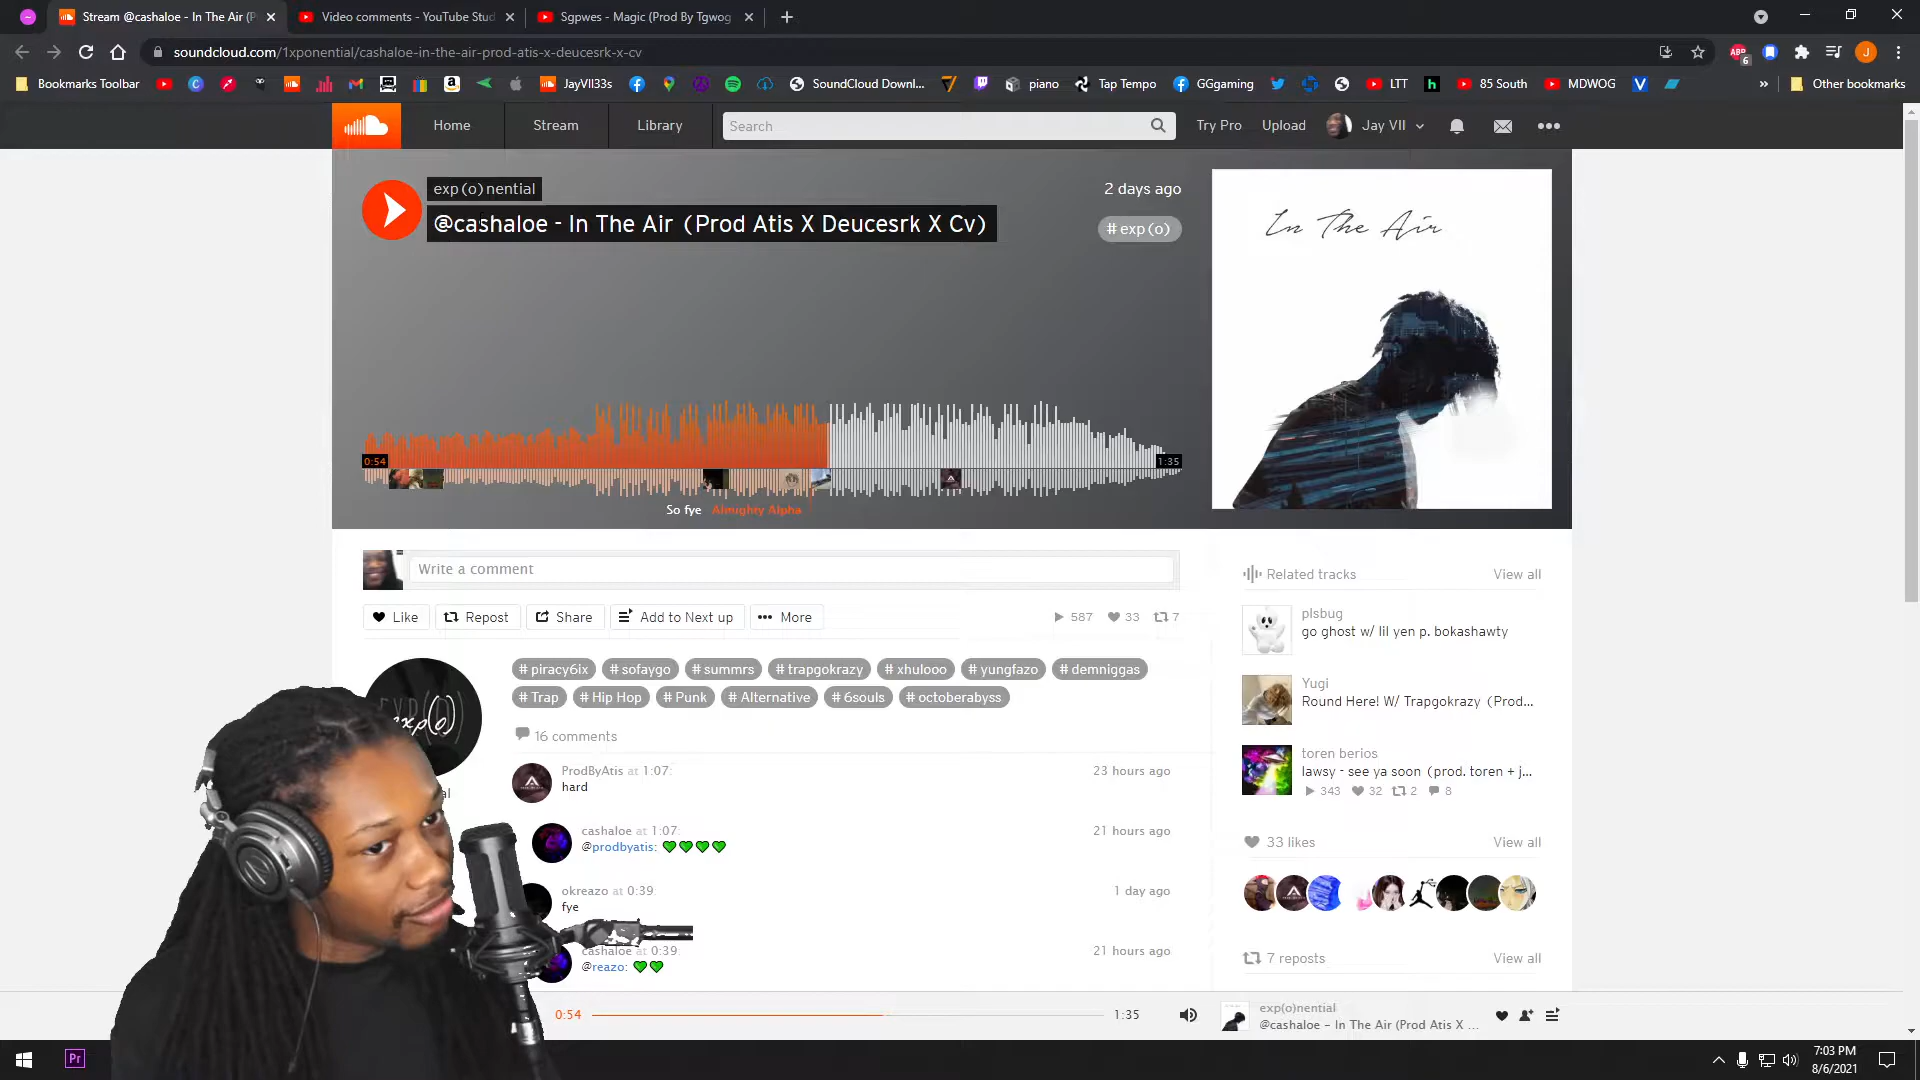 Stream @cashaloe - In The Air (P
Video comments - YouTube Stud
Sgpwes - Magic (Prod By Tgwog
soundcloud.com/1xponential/cashaloe-in-the-air-prod-atis-x-deucesrk-x-cv
ABP
6
J
Bookmarks Toolbar
JayVII33s
SoundCloud Downl...
piano
Tap Tempo
GGgaming
LTT
h
85 South
MDWOG
V
»
Other bookmarks
Home
Stream
Library
Search
Try Pro
Upload
Jay VII
exp(o)nential
2 days ago
@cashaloe - In The Air (Prod Atis X Deucesrk X Cv)
# exp(o)
In The Air
0:54
1:35
So fye Almughty Alpha
Write a comment
Like
Repost
Share
Add to Next up
More
587
33
7
# piracy6ix
# sofaygo
# summrs
# trapgokrazy
# xhulooo
# yungfazo
# demniggas
# Trap
# Hip Hop
# Punk
# Alternative
# 6souls
# octoberabyss
16 comments
ProdByAtis at 1:07:
23 hours ago
hard
cashaloe at 1:07:
21 hours ago
@prodbyatis: 💚💚💚💚
okreazo at 0:39:
1 day ago
fye
cashaloe at 0:39:
21 hours ago
@reazo: 💚💚
Related tracks
View all
plsbug
go ghost w/ lil yen p. bokashawty
Yugi
Round Here! W/ Trapgokrazy (Prod...
toren berios
lawsy - see ya soon (prod. toren + j...
343
32
2
8
33 likes
View all
7 reposts
View all
0:54
1:35
exp(o)nential
@cashaloe - In The Air (Prod Atis X ...
Pr
7:03 PM
8/6/2021